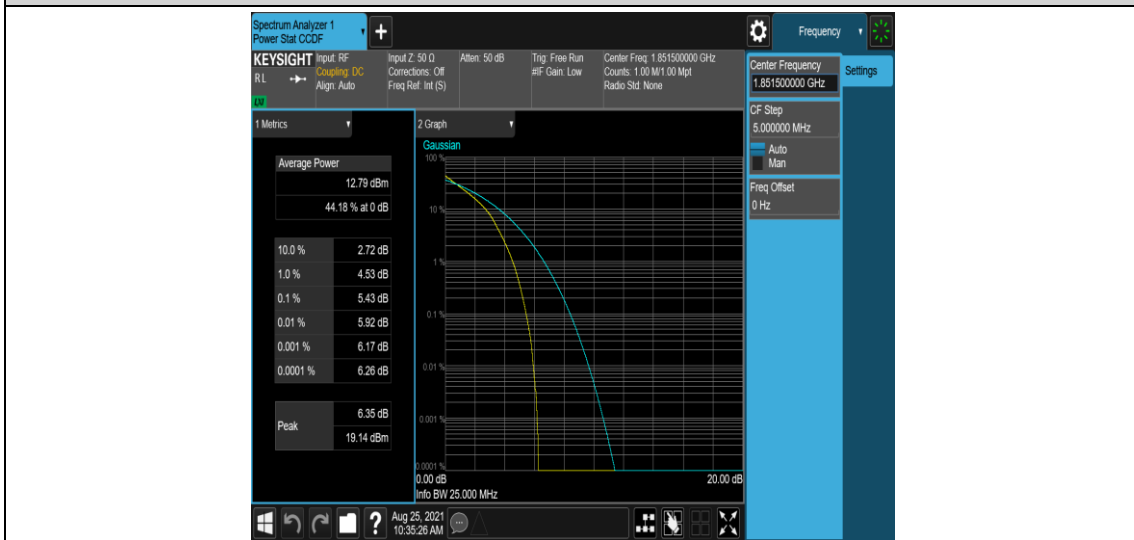 Spectrum Analyzer 1
Power Stat CCDF
+
Frequency
KEYSIGHT
RL
LXI
Input: RF
Coupling: DC
Align: Auto
Input Z: 50 Ω
Corrections: Off
Freq Ref: Int (S)
Atten: 50 dB
Trig: Free Run
#IF Gain: Low
Center Freq: 1.851500000 GHz
Counts: 1.00 M/1.00 Mpt
Radio Std: None
Center Frequency
1.851500000 GHz
Settings
CF Step
5.000000 MHz
Auto
Man
Freq Offset
0 Hz
1 Metrics
Average Power
12.79 dBm
44.18 % at 0 dB
10.0 % 2.72 dB
1.0 % 4.53 dB
0.1 % 5.43 dB
0.01 % 5.92 dB
0.001 % 6.17 dB
0.0001 % 6.26 dB
Peak
6.35 dB
19.14 dBm
2 Graph
Gaussian
100 %
10 %
1 %
0.1 %
0.01 %
0.001 %
0.0001 %
0.00 dB 20.00 dB
Info BW 25.000 MHz
?
Aug 25, 2021
10:35:26 AM